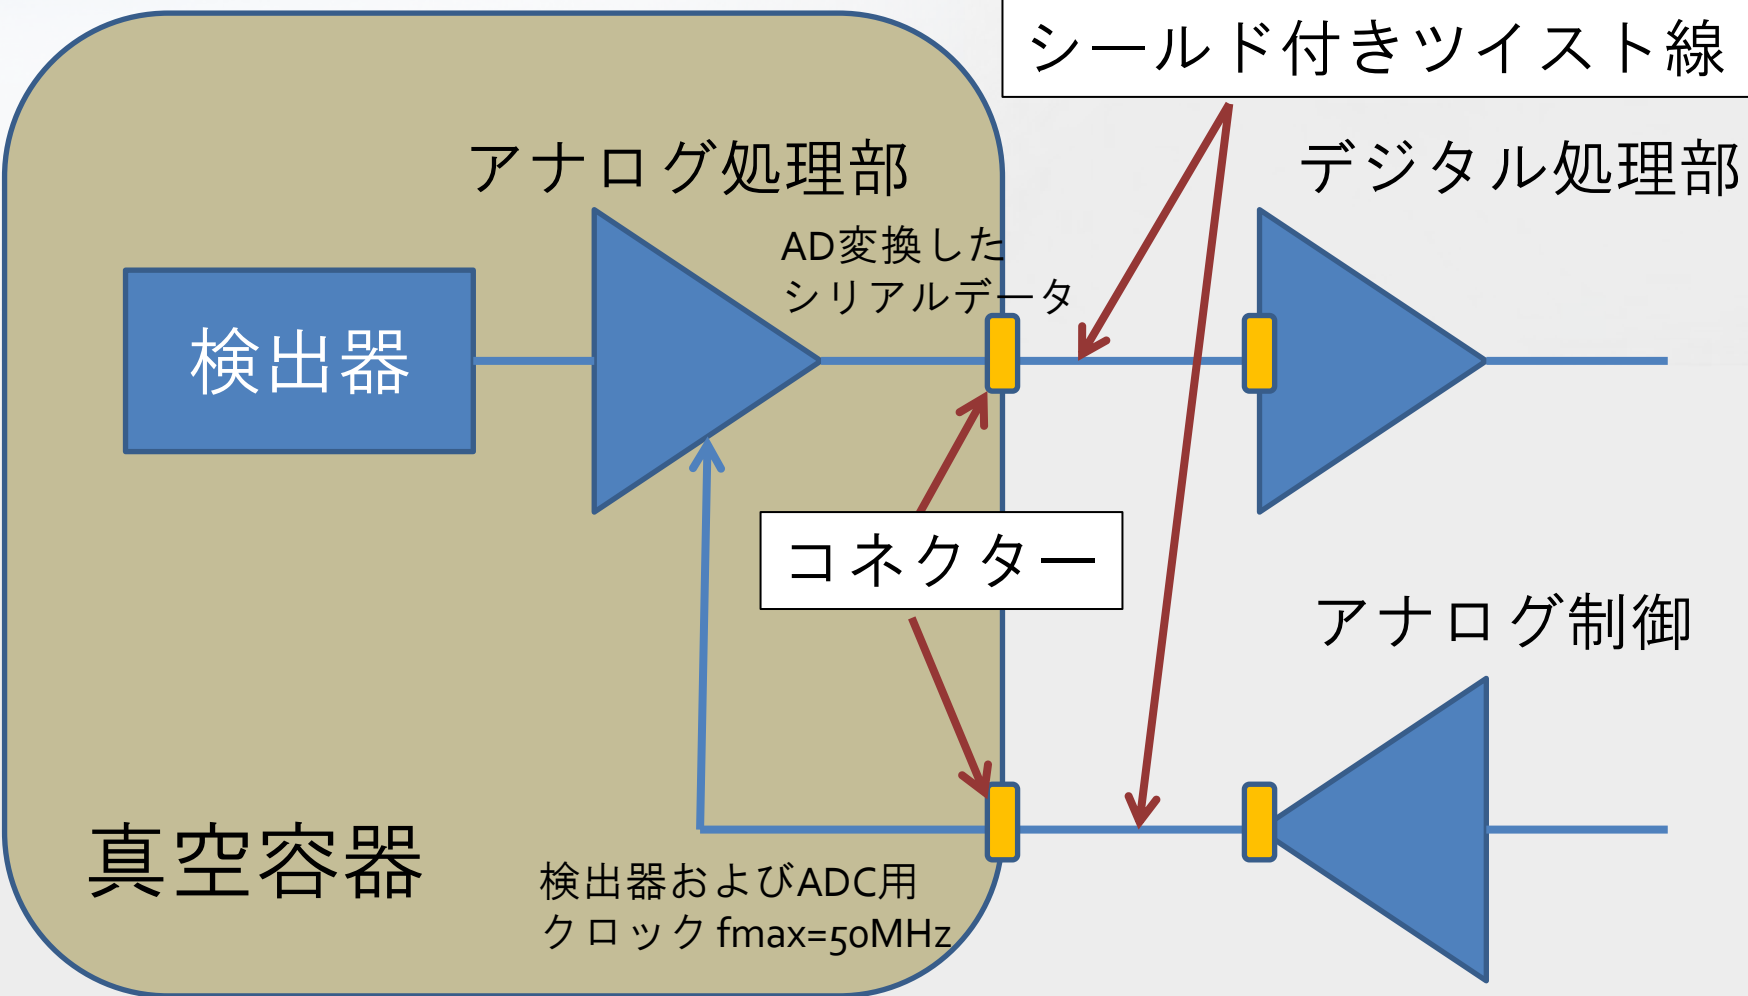 シールド付きツイスト線
アナログ処理部
デジタル処理部
AD変換した
シリアルデータ
検出器
コネクター
アナログ制御
真空容器
検出器およびADC用
クロック fmax=50MHz